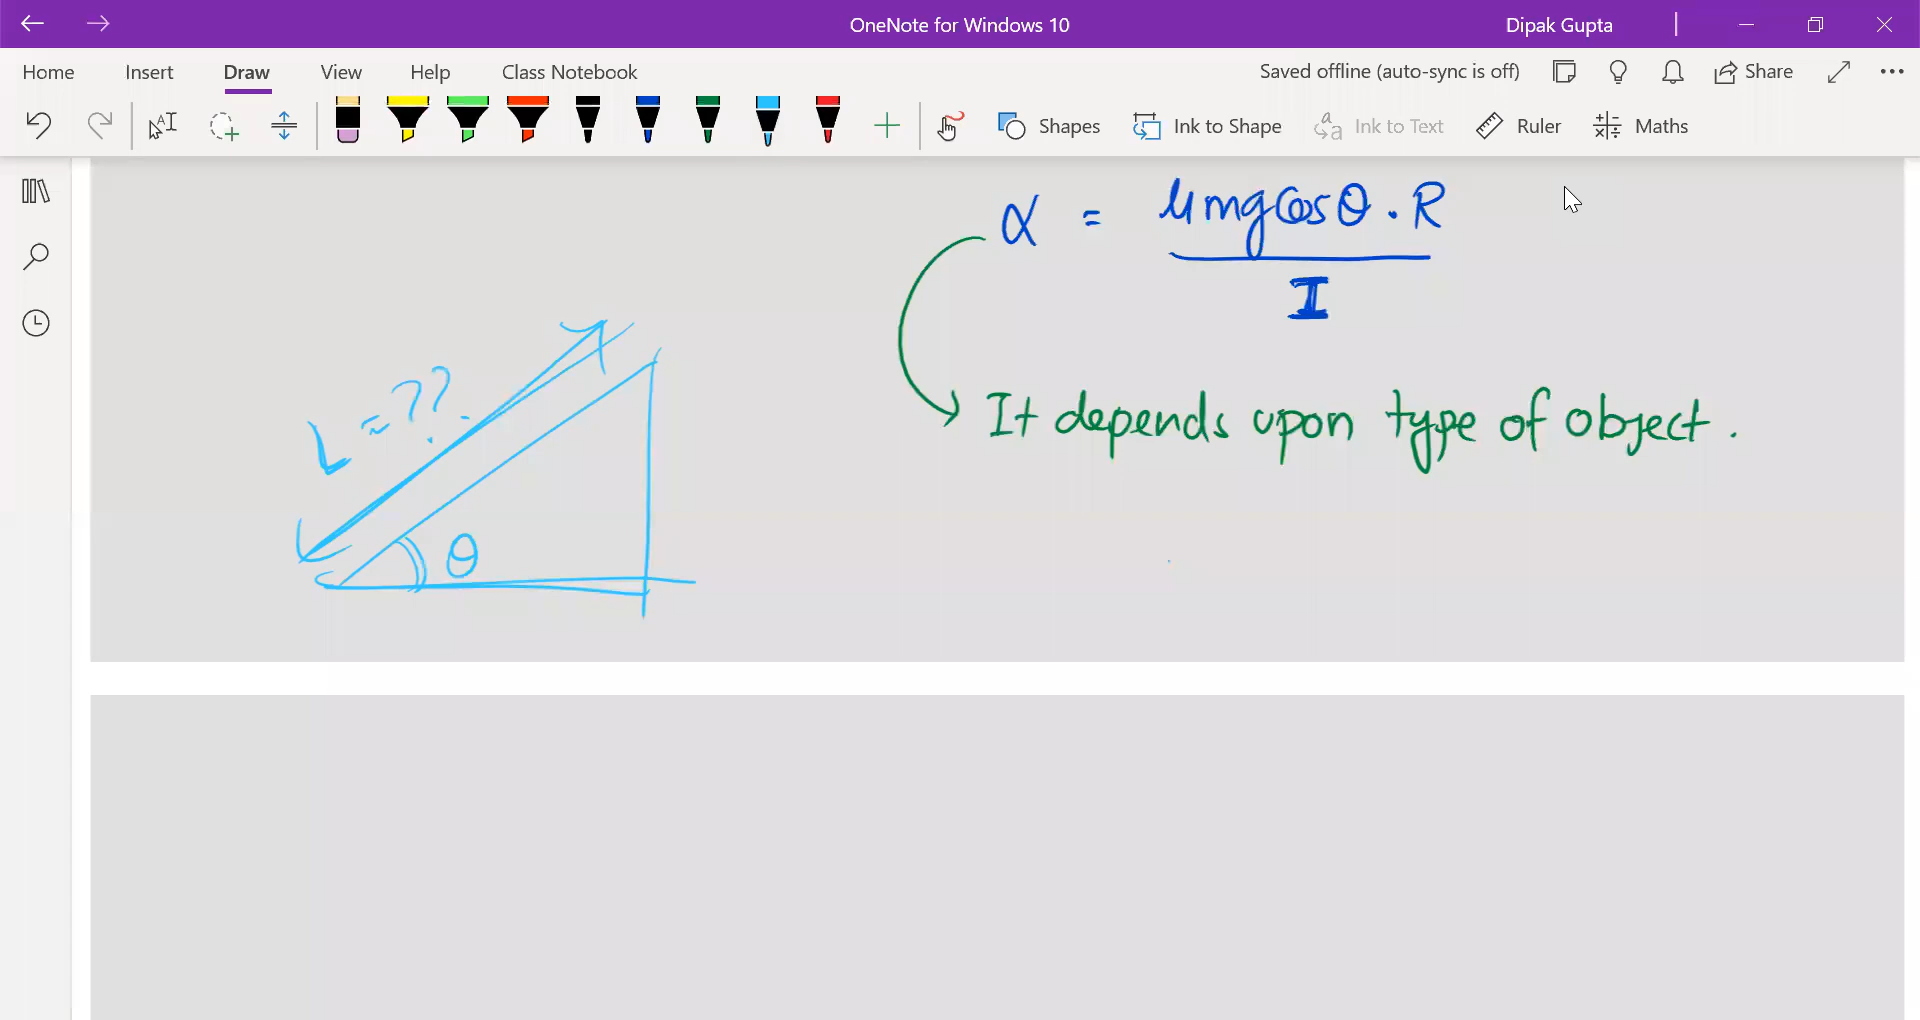 OneNote for Windows 10
Dipak Gupta
Home Insert Draw View Help Class Notebook
Saved offline (auto-sync is off) Share
Shapes Ink to Shape Ink to Text Ruler Maths
α = μmgCosθ . R
I
L = ??
It depends upon type of object.
θ